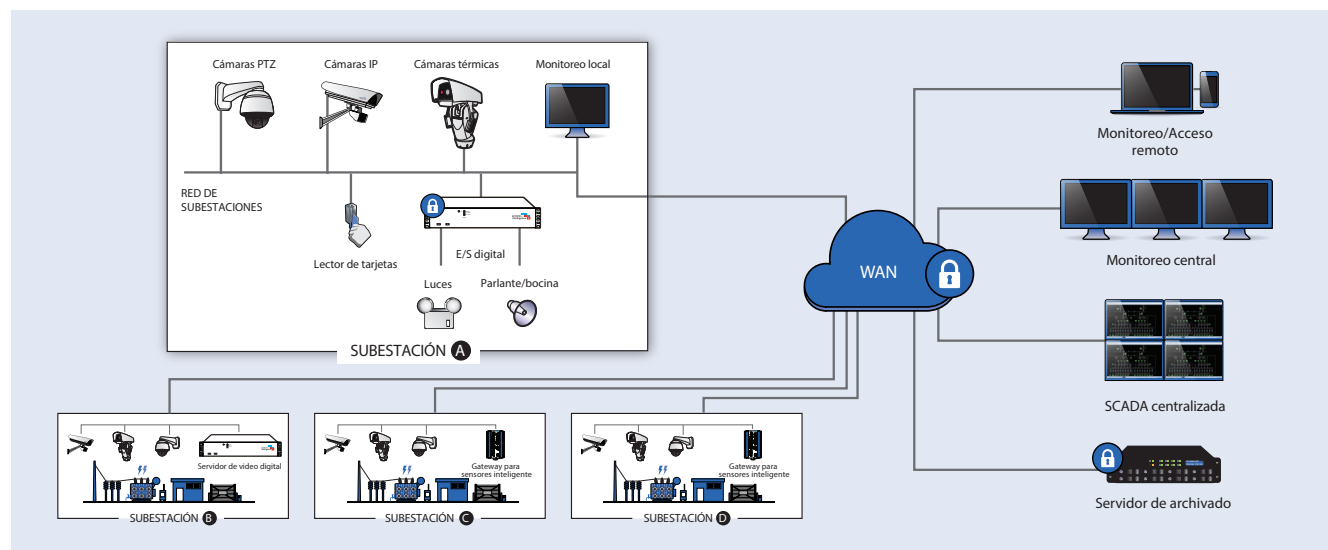 Cámaras PTZ
Cámaras IP
Cámaras térmicas
Monitoreo local
RED DE
SUBESTACIONES
Lector de tarjetas
E/S digital
Luces
Parlante/bocina
SUBESTACIÓN A
WAN
Monitoreo/Acceso
remoto
Monitoreo central
SCADA centralizada
Servidor de archivado
Servidor de video digital
SUBESTACIÓN B
Gateway para
sensores inteligente
SUBESTACIÓN C
Gateway para
sensores inteligente
SUBESTACIÓN D